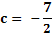 c = -7/2